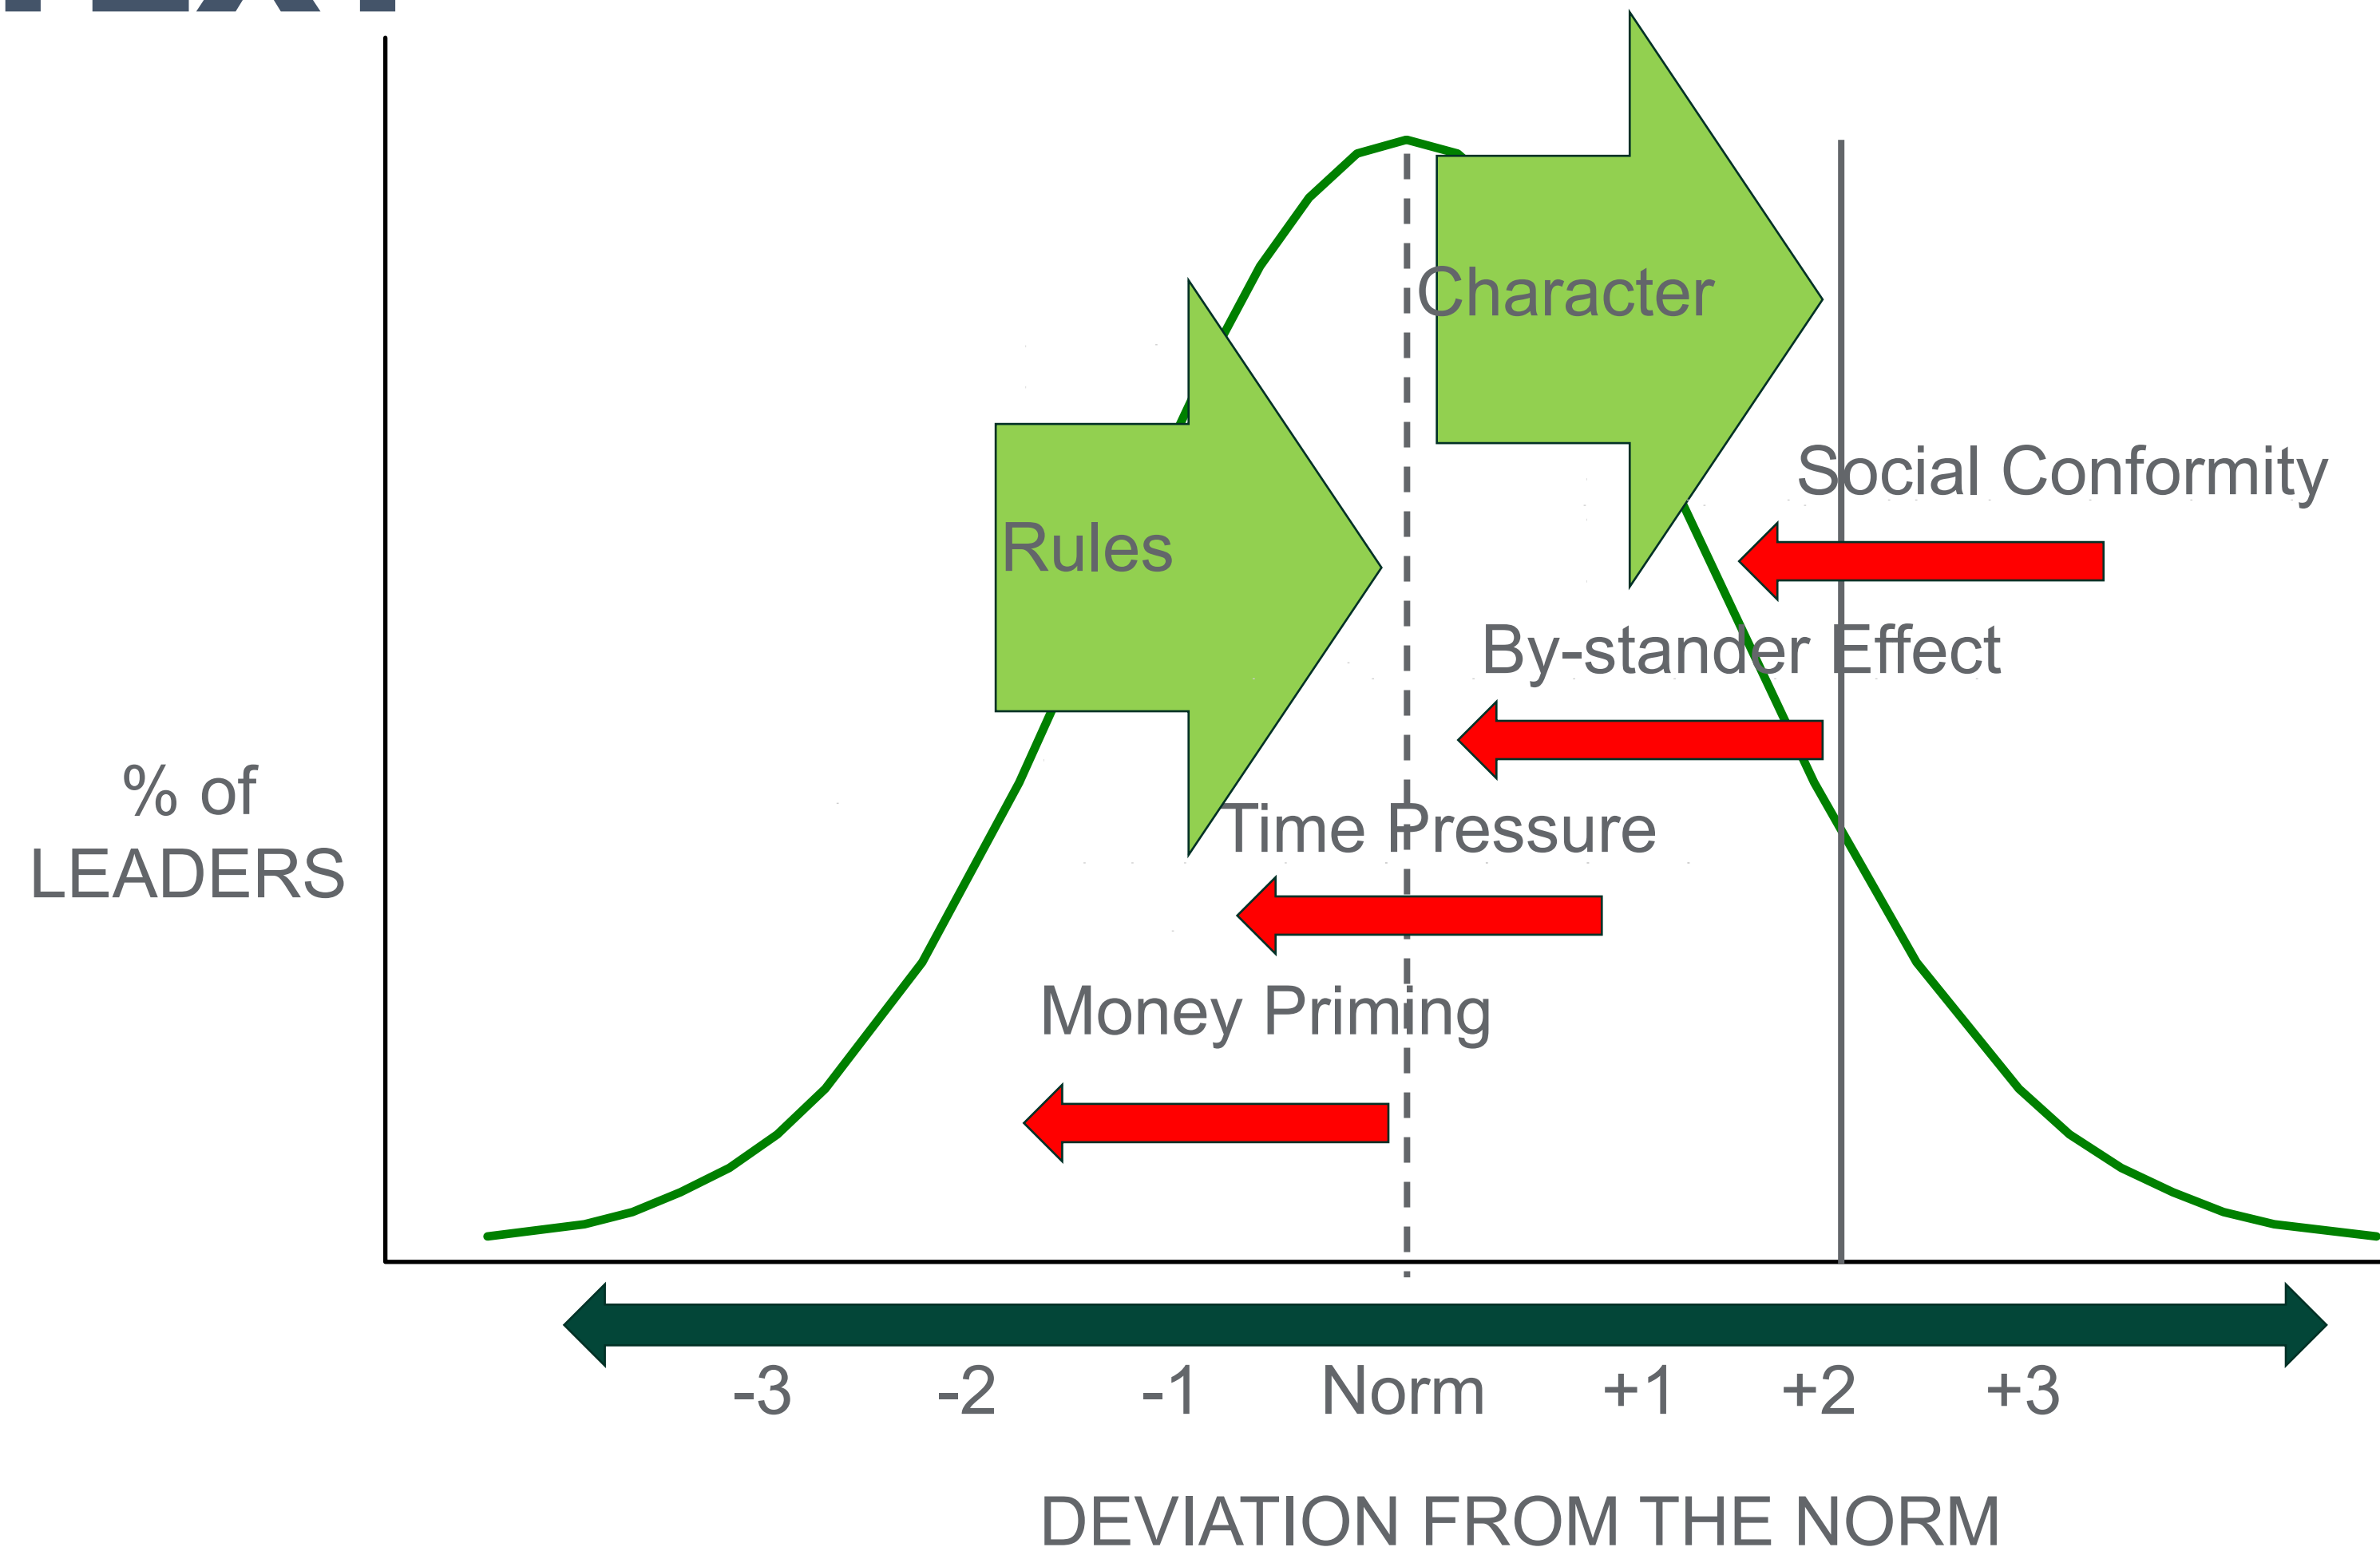 Character
Social Conformity
Rules
By-stander Effect
% of
LEADERS
Time Pressure
Money Priming
-3 -2 -1 Norm +1 +2 +3
DEVIATION FROM THE NORM